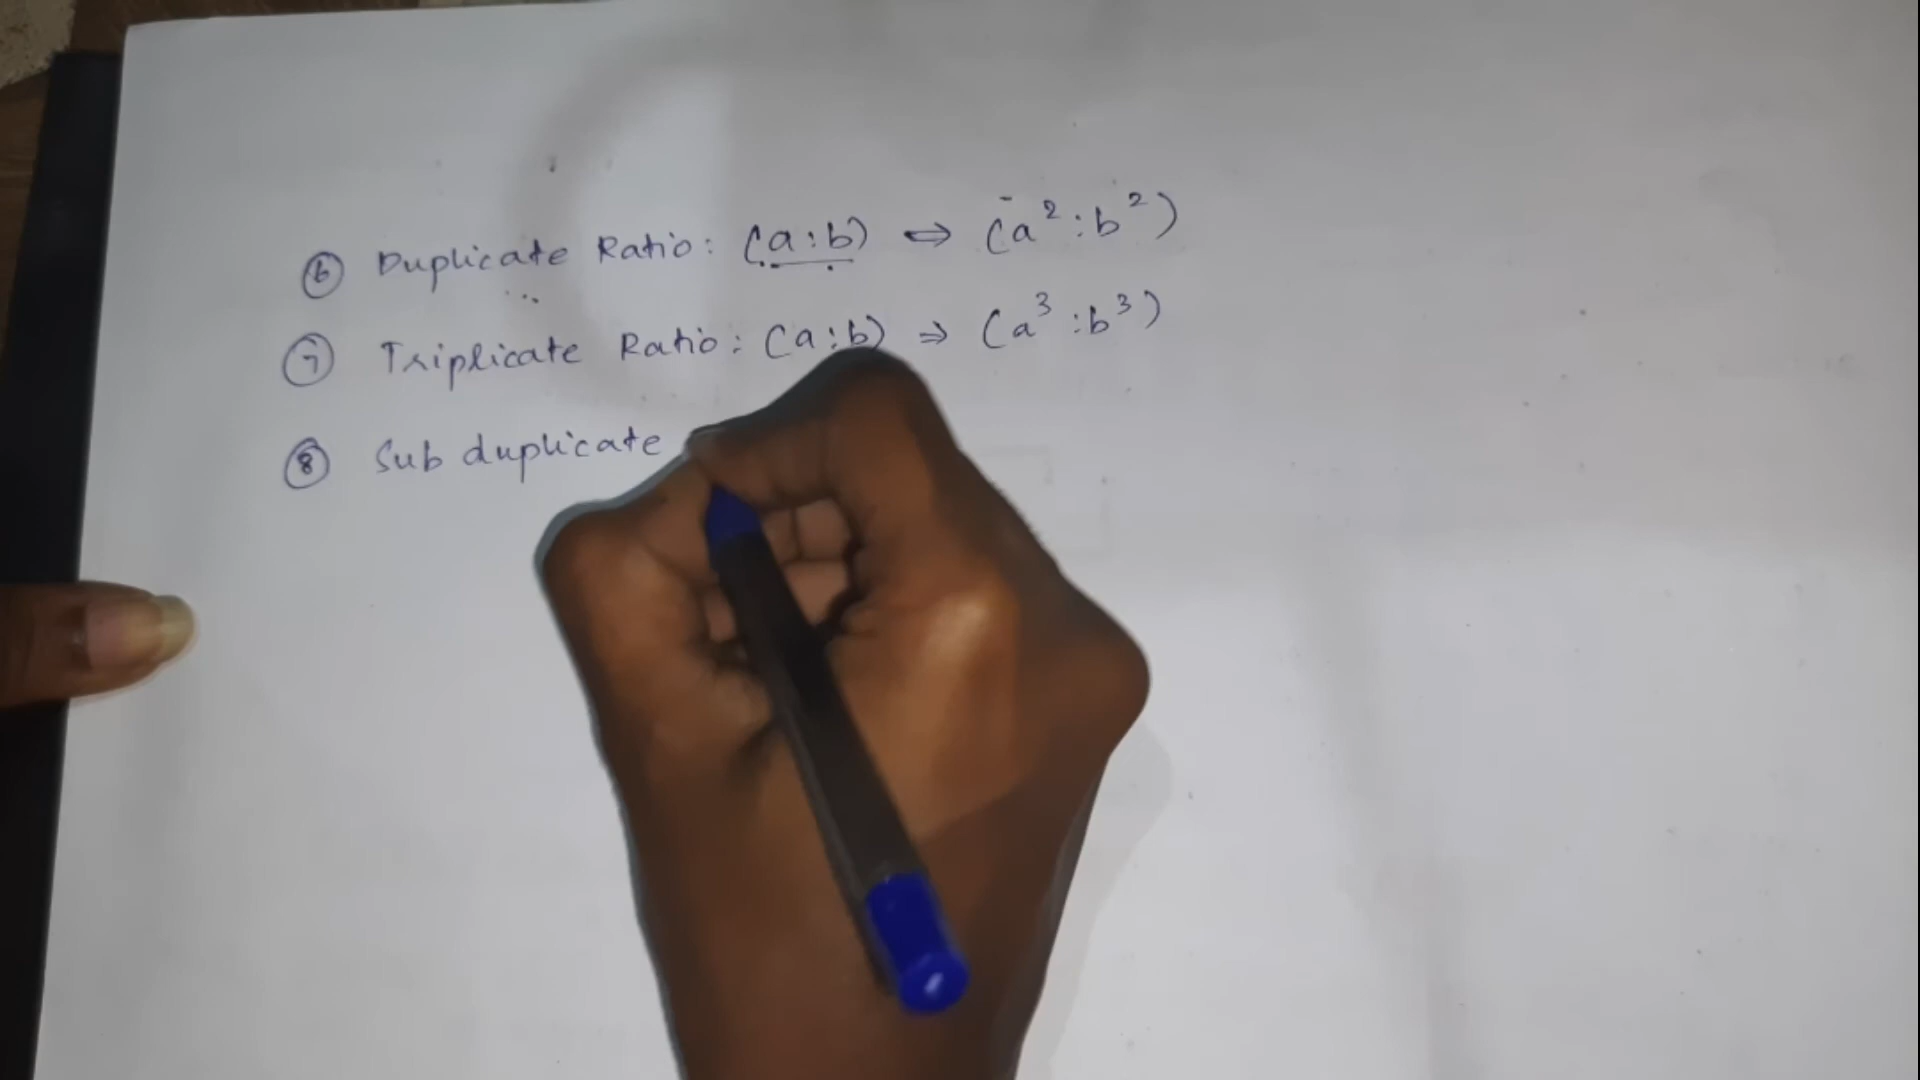 ⑥ Duplicate Ratio: (a:b) ⇔ (a²:b²)
⑦ Triplicate Ratio: (a:b) ⇒ (a³:b³)
⑧ Sub duplicate